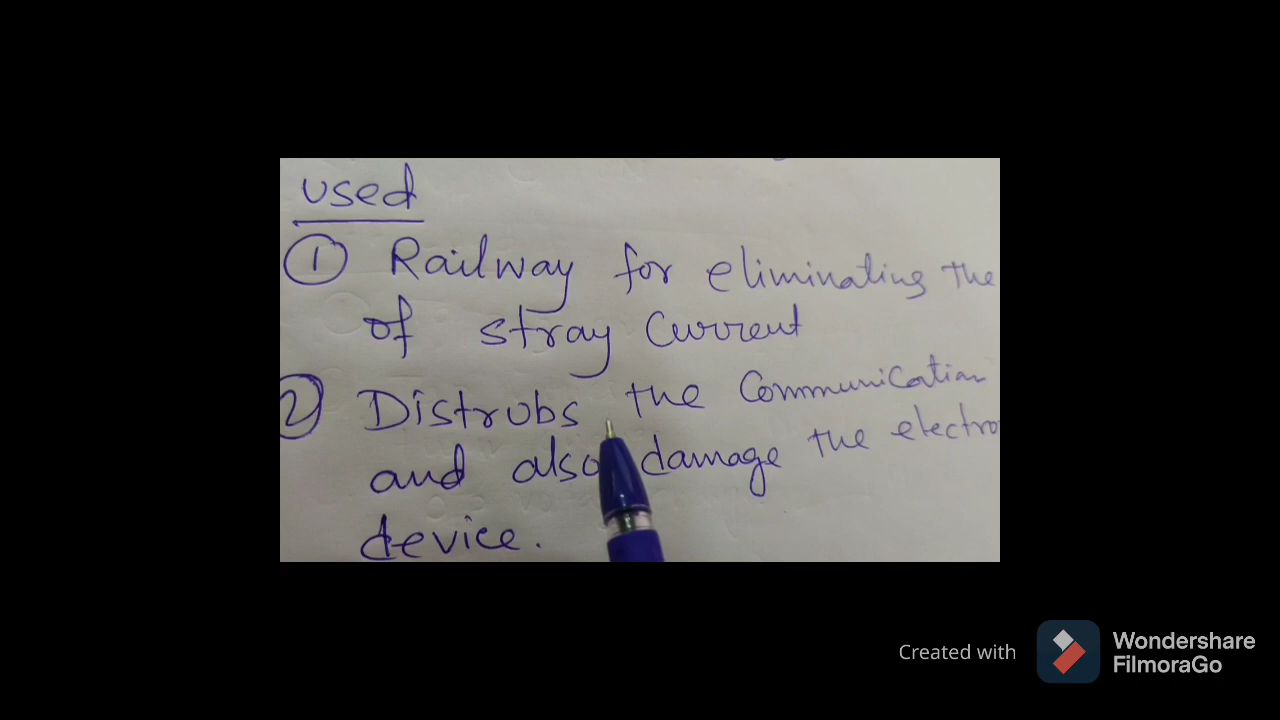 used
① Railway for eliminating the
of stray Current
② Distrubs the Communication
and also damage the electro
device.
Created with
Wondershare
FilmoraGo